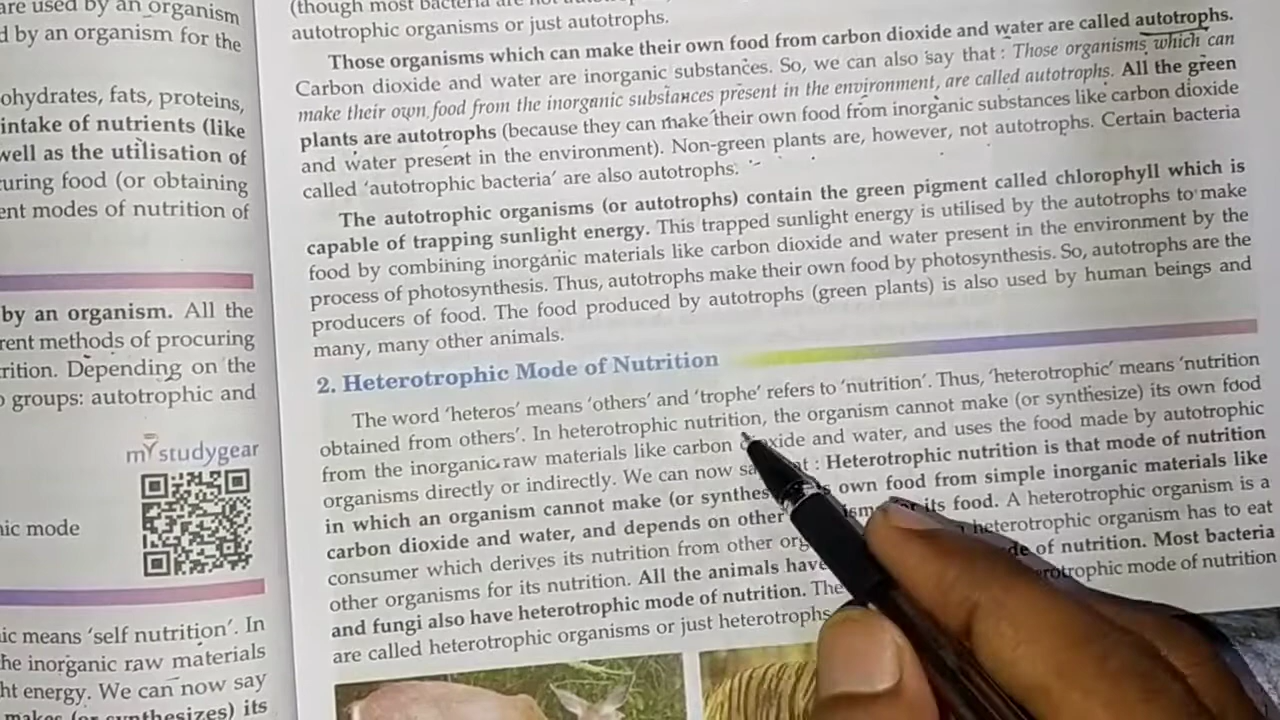 are used by an organism
d by an organism for the
ohydrates, fats, proteins,
intake of nutrients (like
well as the utilisation of
curing food (or obtaining
ent modes of nutrition of
by an organism. All the
rent methods of procuring
trition. Depending on the
o groups: autotrophic and
mystudygear
nic mode
ic means 'self nutrition'. In
he inorganic raw materials
ht energy. We can now say
makes (or synthesizes) its
(though most bacteria are not
autotrophic organisms or just autotrophs.
Those organisms which can make their own food from carbon dioxide and water are called autotrophs.
Carbon dioxide and water are inorganic substances. So, we can also say that : Those organisms which can
make their own food from the inorganic substances present in the environment, are called autotrophs. All the green
plants are autotrophs (because they can make their own food from inorganic substances like carbon dioxide
and water present in the environment). Non-green plants are, however, not autotrophs. Certain bacteria
called 'autotrophic bacteria' are also autotrophs.
The autotrophic organisms (or autotrophs) contain the green pigment called chlorophyll which is
capable of trapping sunlight energy. This trapped sunlight energy is utilised by the autotrophs to make
food by combining inorganic materials like carbon dioxide and water present in the environment by the
process of photosynthesis. Thus, autotrophs make their own food by photosynthesis. So, autotrophs are the
producers of food. The food produced by autotrophs (green plants) is also used by human beings and
many, many other animals.
2. Heterotrophic Mode of Nutrition
The word 'heteros' means 'others' and 'trophe' refers to 'nutrition'. Thus, 'heterotrophic' means 'nutrition
obtained from others'. In heterotrophic nutrition, the organism cannot make (or synthesize) its own food
from the inorganic raw materials like carbon dioxide and water, and uses the food made by autotrophic
organisms directly or indirectly. We can now say that : Heterotrophic nutrition is that mode of nutrition
in which an organism cannot make (or synthes own food from simple inorganic materials like
carbon dioxide and water, and depends on other for its food. A heterotrophic organism is a
consumer which derives its nutrition from other heterotrophic organism has to eat
other organisms for its nutrition. All the animals have of nutrition. Most bacteria
and fungi also have heterotrophic mode of nutrition. The mode of nutrition
are called heterotrophic organisms or just heterotrophs